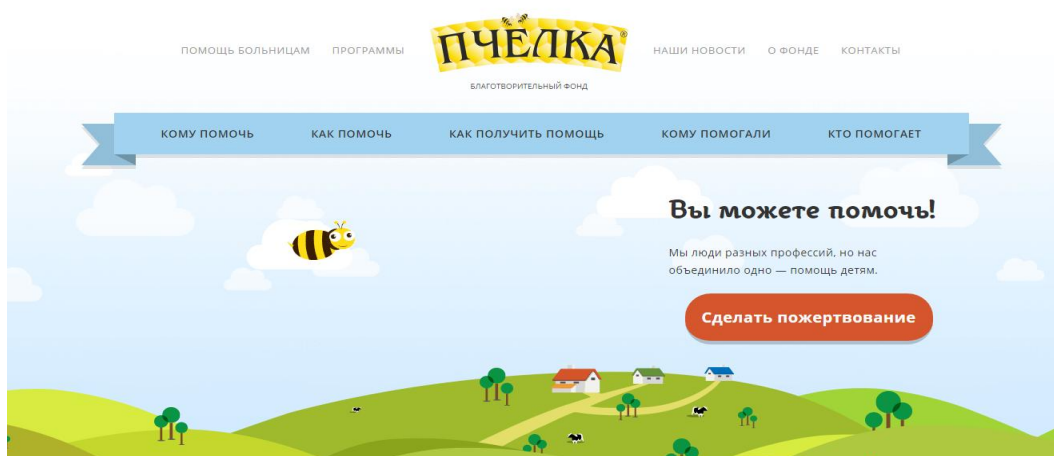 ПОМОЩЬ БОЛЬНИЦАМ ПРОГРАММЫ ПЧЁЛКА® НАШИ НОВОСТИ О ФОНДЕ КОНТАКТЫ
БЛАГОТВОРИТЕЛЬНЫЙ ФОНД
КОМУ ПОМОЧЬ КАК ПОМОЧЬ КАК ПОЛУЧИТЬ ПОМОЩЬ КОМУ ПОМОГАЛИ КТО ПОМОГАЕТ
Вы можете помочь!
Мы люди разных профессий, но нас
объединило одно — помощь детям.
Сделать пожертвование